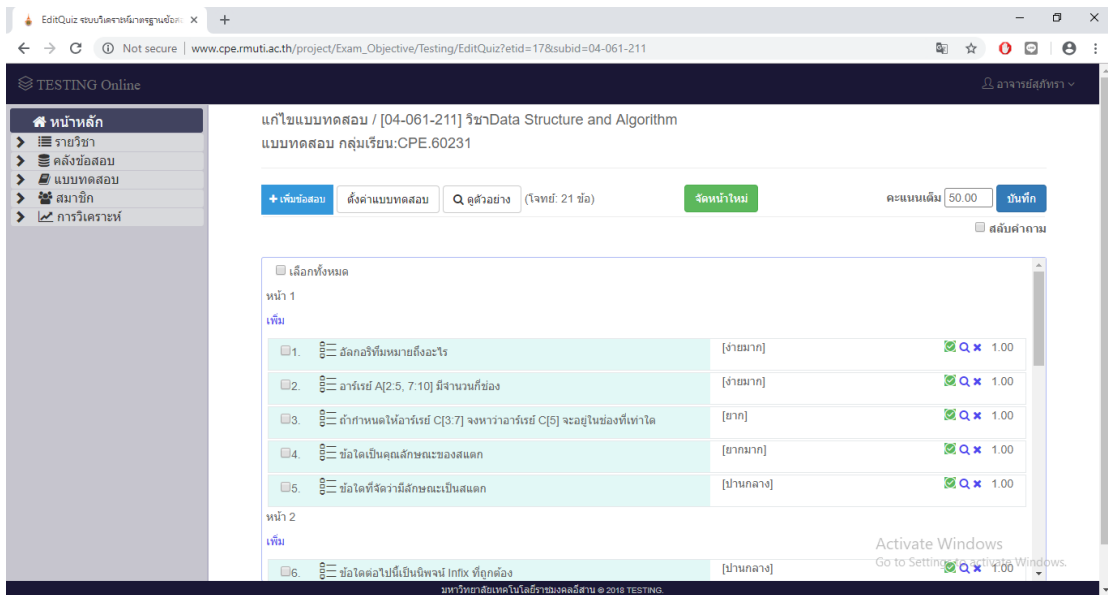 EditQuiz ระบบวิเคราะห์มาตรฐานข้อส
Not secure | www.cpe.rmuti.ac.th/project/Exam_Objective/Testing/EditQuiz?etid=17&subid=04-061-211
TESTING Online
อาจารย์สุภัทรา
หน้าหลัก
รายวิชา
คลังข้อสอบ
แบบทดสอบ
สมาชิก
การวิเคราะห์
แก้ไขแบบทดสอบ / [04-061-211] วิชาData Structure and Algorithm
แบบทดสอบ กลุ่มเรียน:CPE.60231
+ เพิ่มข้อสอบ ตั้งค่าแบบทดสอบ ดูตัวอย่าง (โจทย์: 21 ข้อ) จัดหน้าใหม่ คะแนนเต็ม 50.00 บันทึก
สลับคำถาม
เลือกทั้งหมด
หน้า 1
เพิ่ม
1. อัลกอริทึ่มหมายถึงอะไร [ง่ายมาก] 1.00
2. อาร์เรย์ A[2:5, 7:10] มีจำนวนกี่ช่อง [ง่ายมาก] 1.00
3. ถ้ากำหนดให้อาร์เรย์ C[3:7] จงหาว่าอาร์เรย์ C[5] จะอยู่ในช่องที่เท่าใด [ยาก] 1.00
4. ข้อใดเป็นคุณลักษณะของสแตก [ยากมาก] 1.00
5. ข้อใดที่จัดว่ามีลักษณะเป็นสแตก [ปานกลาง] 1.00
หน้า 2
เพิ่ม
6. ข้อใดต่อไปนี้เป็นนิพจน์ Infix ที่ถูกต้อง [ปานกลาง] 1.00
Activate Windows
Go to Settings to activate Windows.
มหาวิทยาลัยเทคโนโลยีราชมงคลอีสาน © 2018 TESTING.